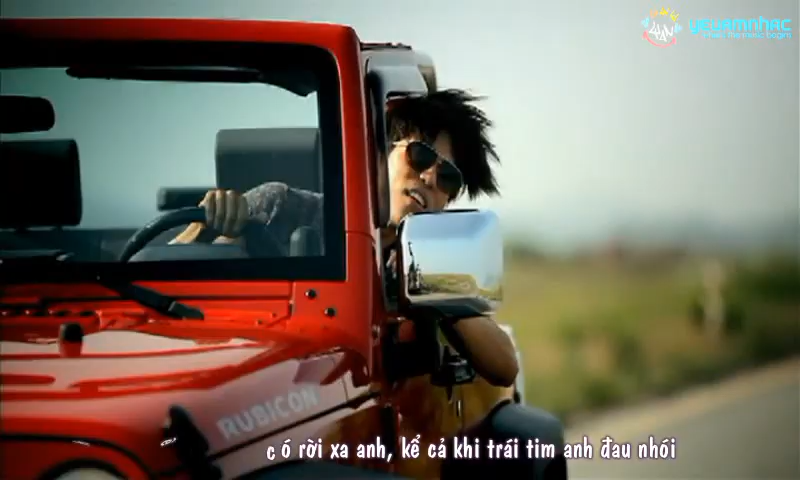 YEUAMNHAC
RUBICON
có rời xa anh, kể cả khi trái tim anh đau nhói